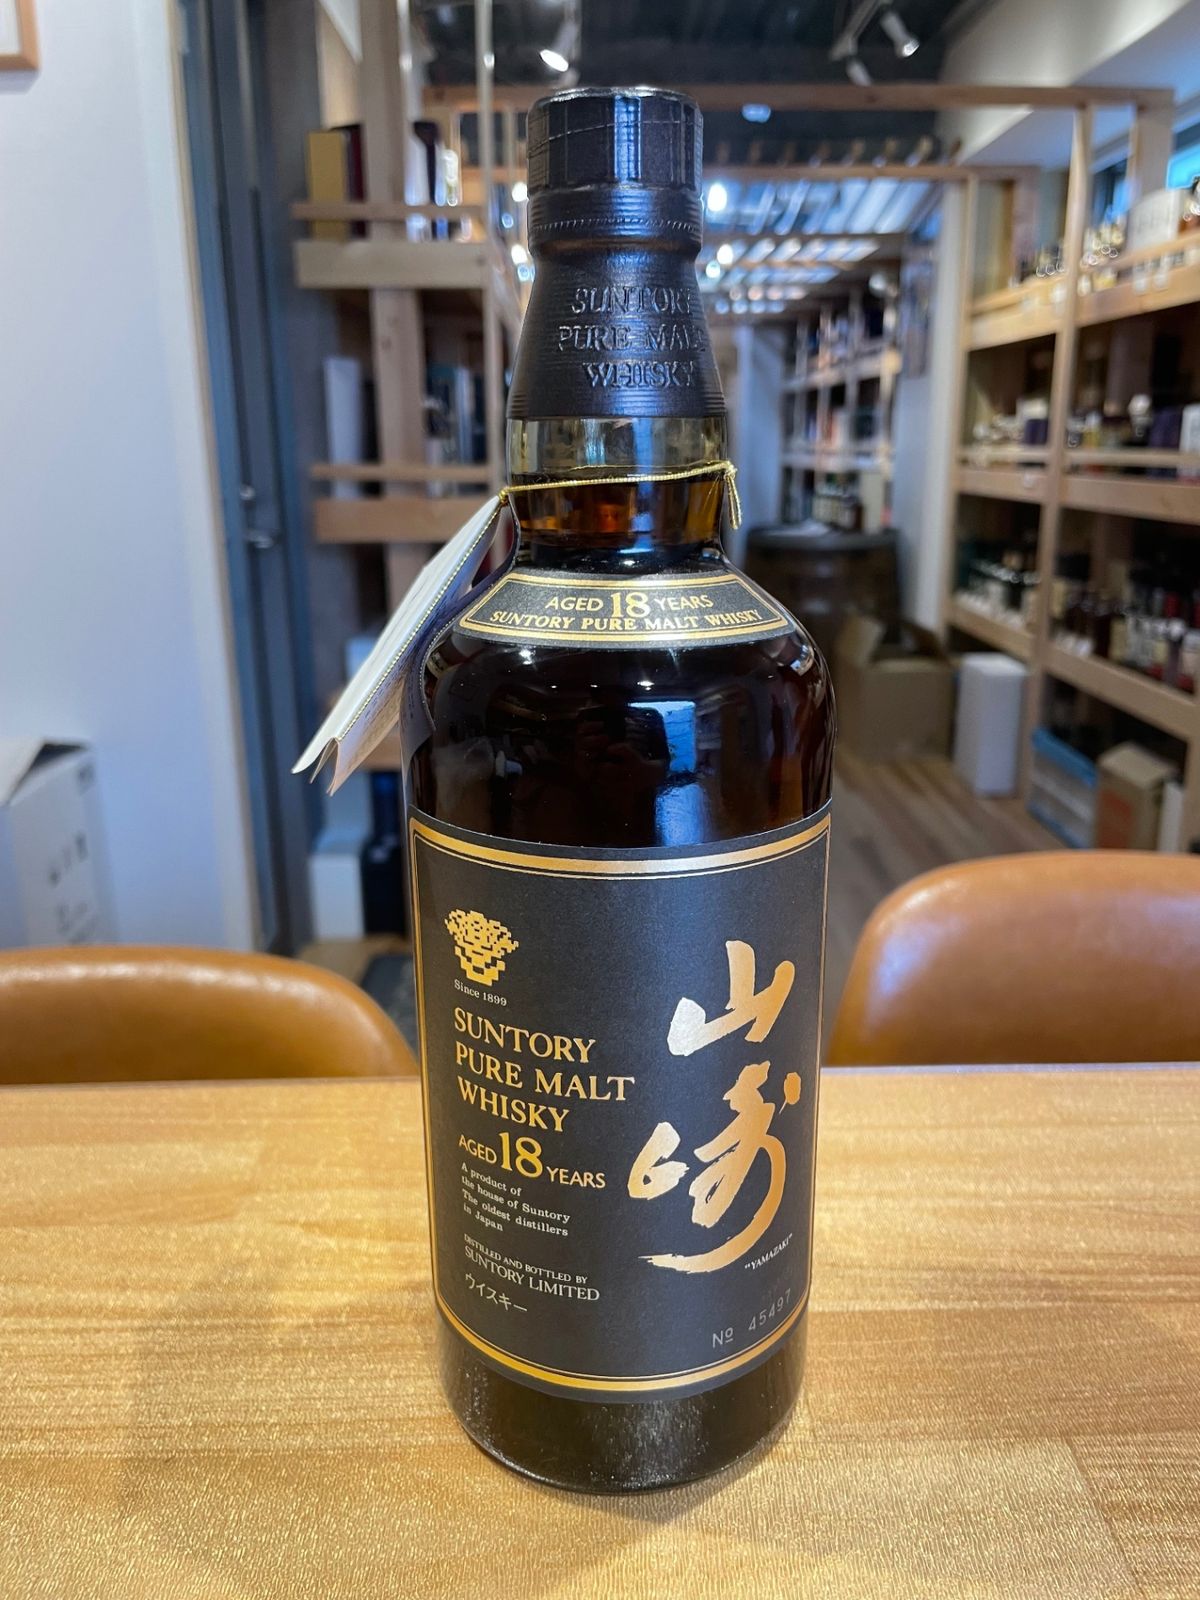 SUNTORY
PURE MALT
WHISKY
AGED 18 YEARS
SUNTORY PURE MALT WHISKY
Since 1899
SUNTORY
PURE MALT
WHISKY
AGED 18 YEARS
A product of
the house of Suntory
The oldest distillers
in Japan
DISTILLED AND BOTTLED BY
SUNTORY LIMITED
ウイスキー
山崎
"YAMAZAKI"
№ 45497